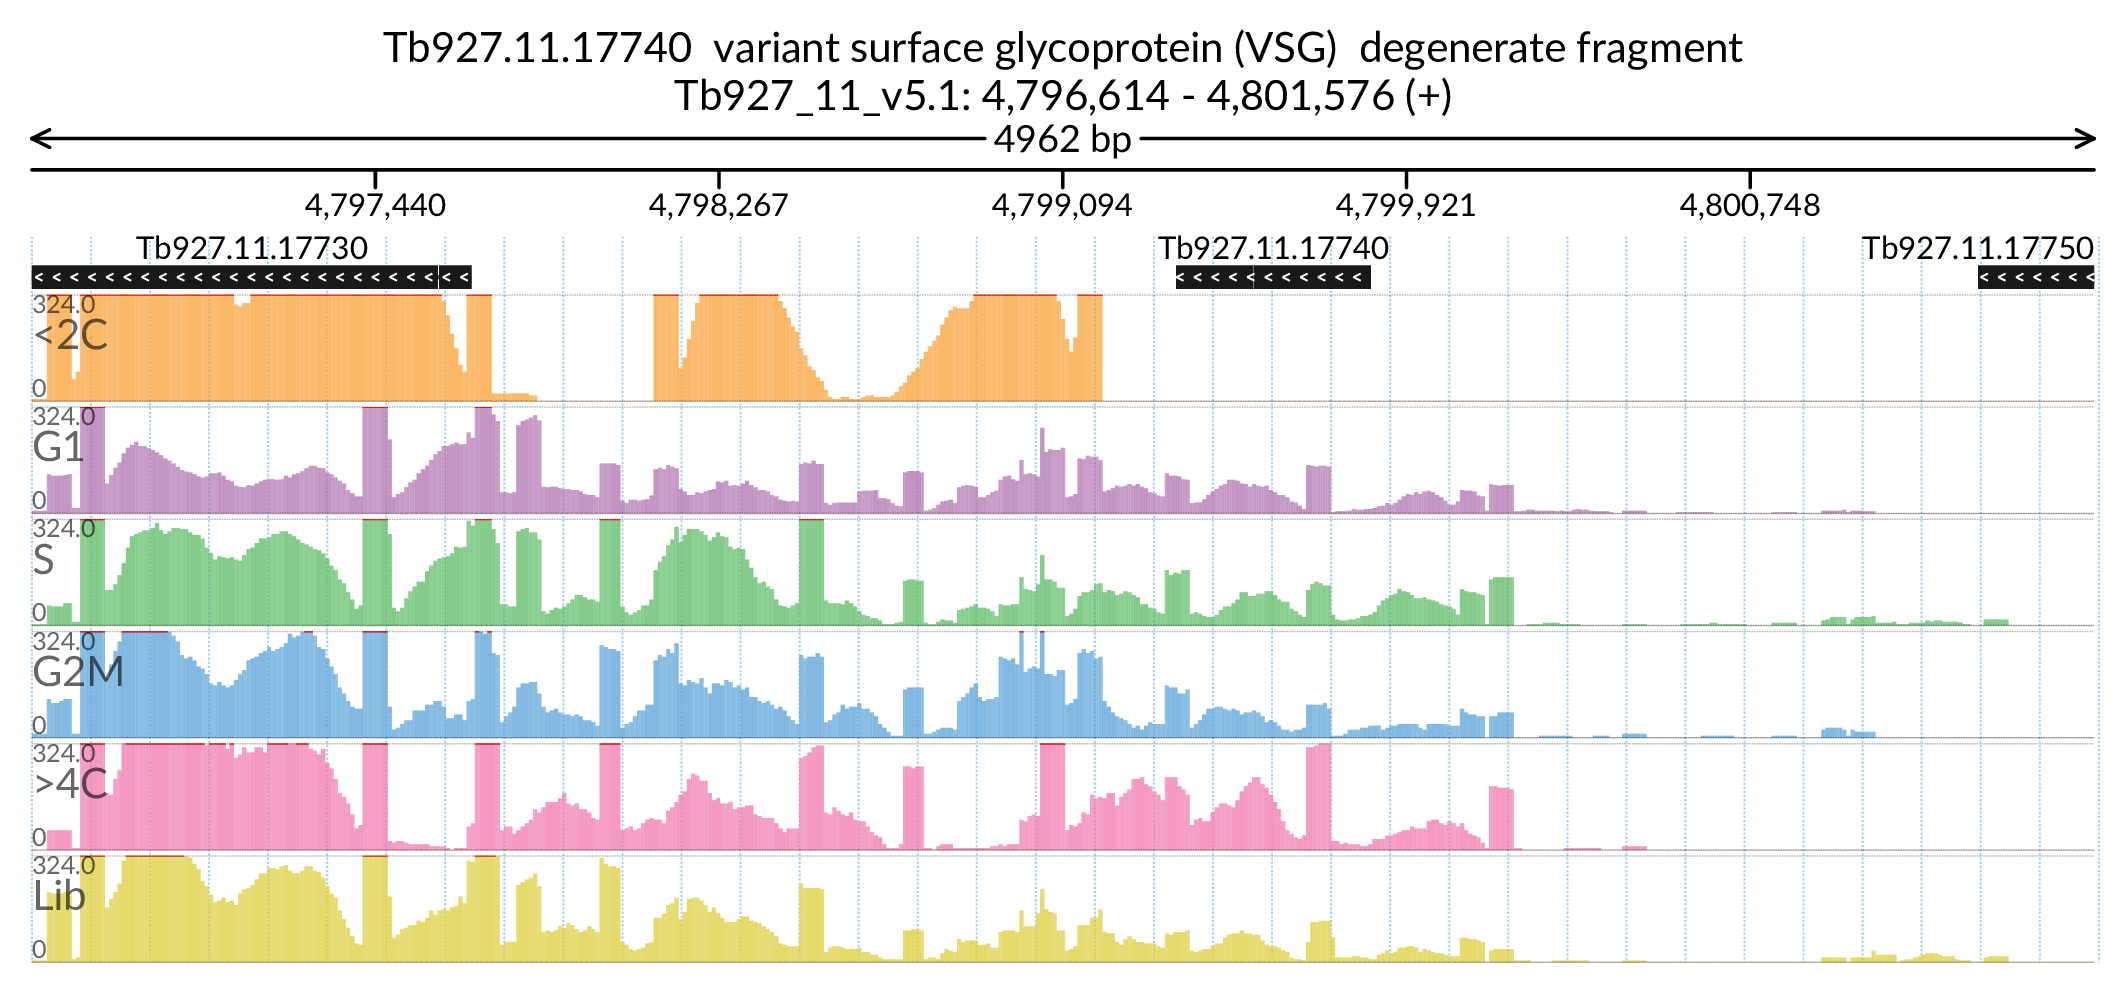 Tb927.11.17740 variant surface glycoprotein (VSG) degenerate fragment
Tb927_11_v5.1: 4,796,614 - 4,801,576 (+)
4962 bp
4,797,440 4,798,267 4,799,094 4,799,921 4,800,748
Tb927.11.17730 Tb927.11.17740 Tb927.11.17750
324.0
<2C
0
324.0
G1
0
324.0
S
0
324.0
G2M
0
324.0
>4C
0
324.0
Lib
0